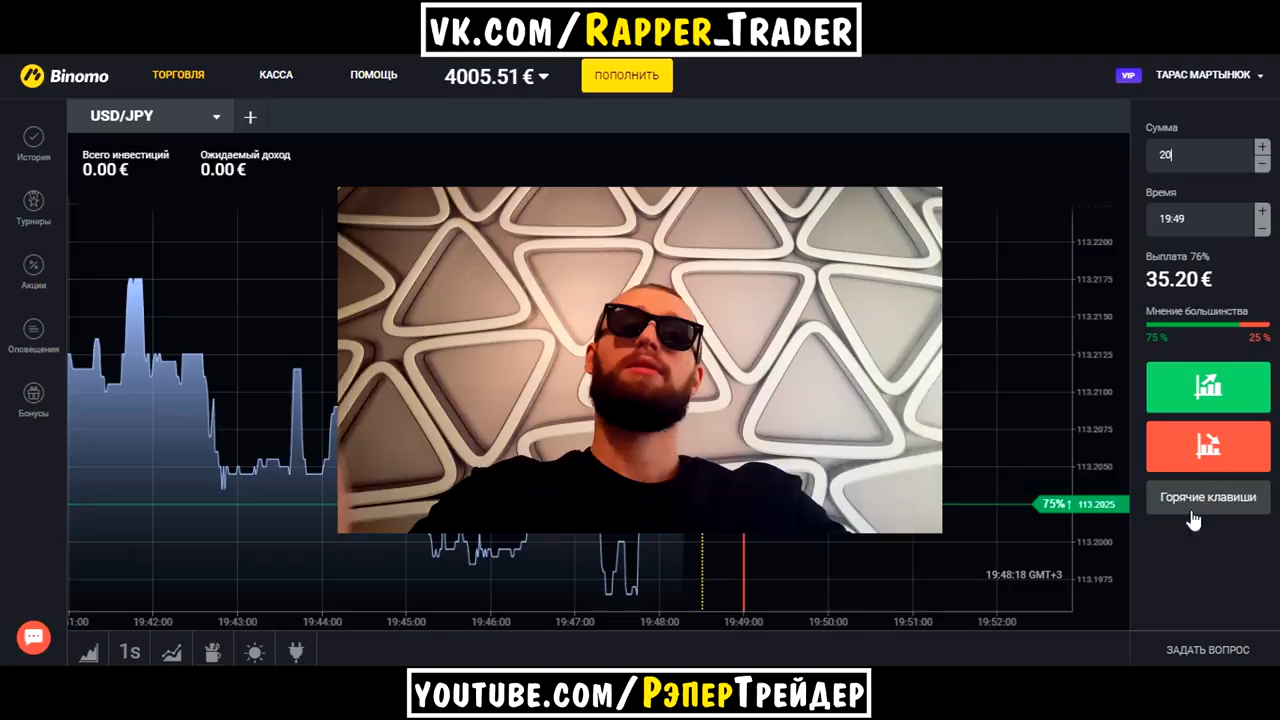 VK.COM/RAPPER_TRADER
Binomo
ТОРГОВЛЯ
КАССА
ПОМОЩЬ
4005.51 €
ПОПОЛНИТЬ
VIP
ТАРАС МАРТЫНЮК
USD/JPY
+
История
Турниры
Акции
Оповещения
Бонусы
Всего инвестиций
0.00 €
Ожидаемый доход
0.00 €
113.2200
113.2175
113.2150
113.2125
113.2100
113.2075
113.2050
75%↑ 113.2025
113.2000
113.1975
19:48:18 GMT+3
19:42:00
19:43:00
19:44:00
19:45:00
19:46:00
19:47:00
19:48:00
19:49:00
19:50:00
19:51:00
19:52:00
1s
Сумма
20
Время
19:49
Выплата 76%
35.20 €
Мнение большинства
75 %
25 %
Горячие клавиши
ЗАДАТЬ ВОПРОС
YOUTUBE.COM/РЭПЕРТРЕЙДЕР